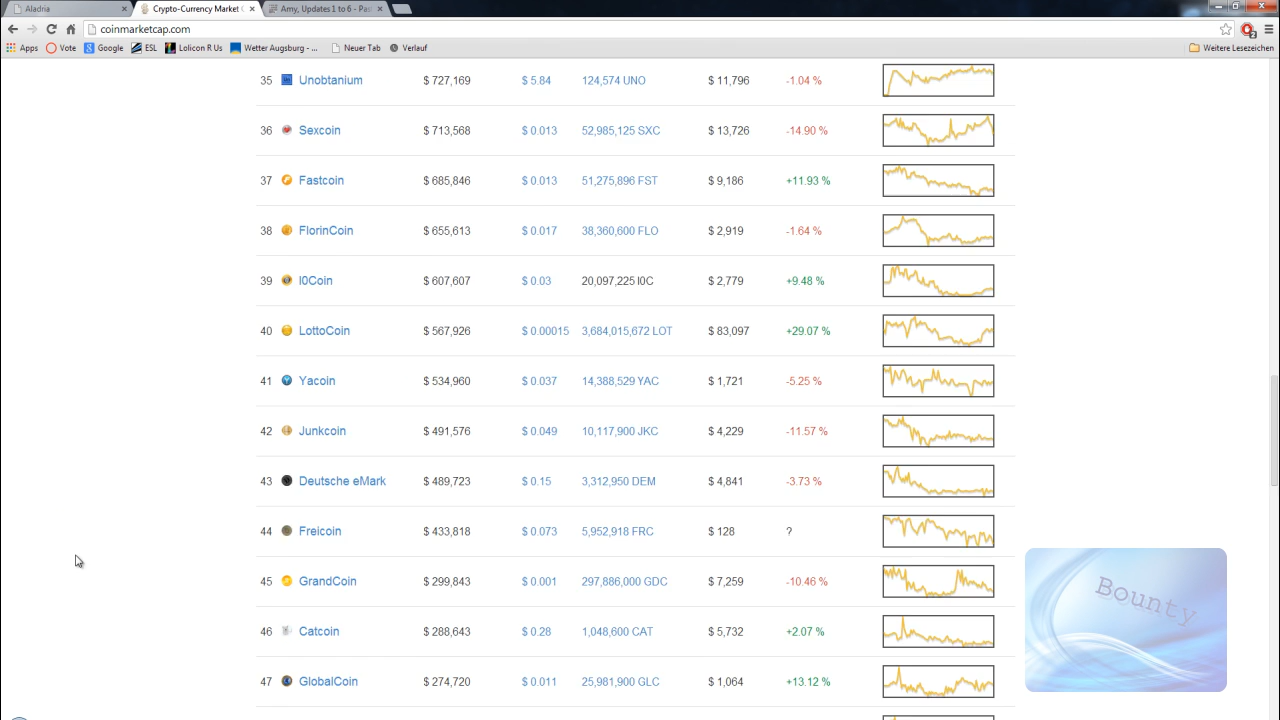 Aladria
Crypto-Currency Market C
Amy, Updates 1 to 6 - Pas
coinmarketcap.com
Apps Vote Google ESL Lolicon R Us Wetter Augsburg - ... Neuer Tab Verlauf Weitere Lesezeichen
35 Unobtanium $ 727,169 $ 5.84 124,574 UNO $ 11,796 -1.04 %
36 Sexcoin $ 713,568 $ 0.013 52,985,125 SXC $ 13,726 -14.90 %
37 Fastcoin $ 685,846 $ 0.013 51,275,896 FST $ 9,186 +11.93 %
38 FlorinCoin $ 655,613 $ 0.017 38,360,600 FLO $ 2,919 -1.64 %
39 I0Coin $ 607,607 $ 0.03 20,097,225 I0C $ 2,779 +9.48 %
40 LottoCoin $ 567,926 $ 0.00015 3,684,015,672 LOT $ 83,097 +29.07 %
41 Yacoin $ 534,960 $ 0.037 14,388,529 YAC $ 1,721 -5.25 %
42 Junkcoin $ 491,576 $ 0.049 10,117,900 JKC $ 4,229 -11.57 %
43 Deutsche eMark $ 489,723 $ 0.15 3,312,950 DEM $ 4,841 -3.73 %
44 Freicoin $ 433,818 $ 0.073 5,952,918 FRC $ 128 ?
45 GrandCoin $ 299,843 $ 0.001 297,886,000 GDC $ 7,259 -10.46 %
46 Catcoin $ 288,643 $ 0.28 1,048,600 CAT $ 5,732 +2.07 %
47 GlobalCoin $ 274,720 $ 0.011 25,981,900 GLC $ 1,064 +13.12 %
Bounty